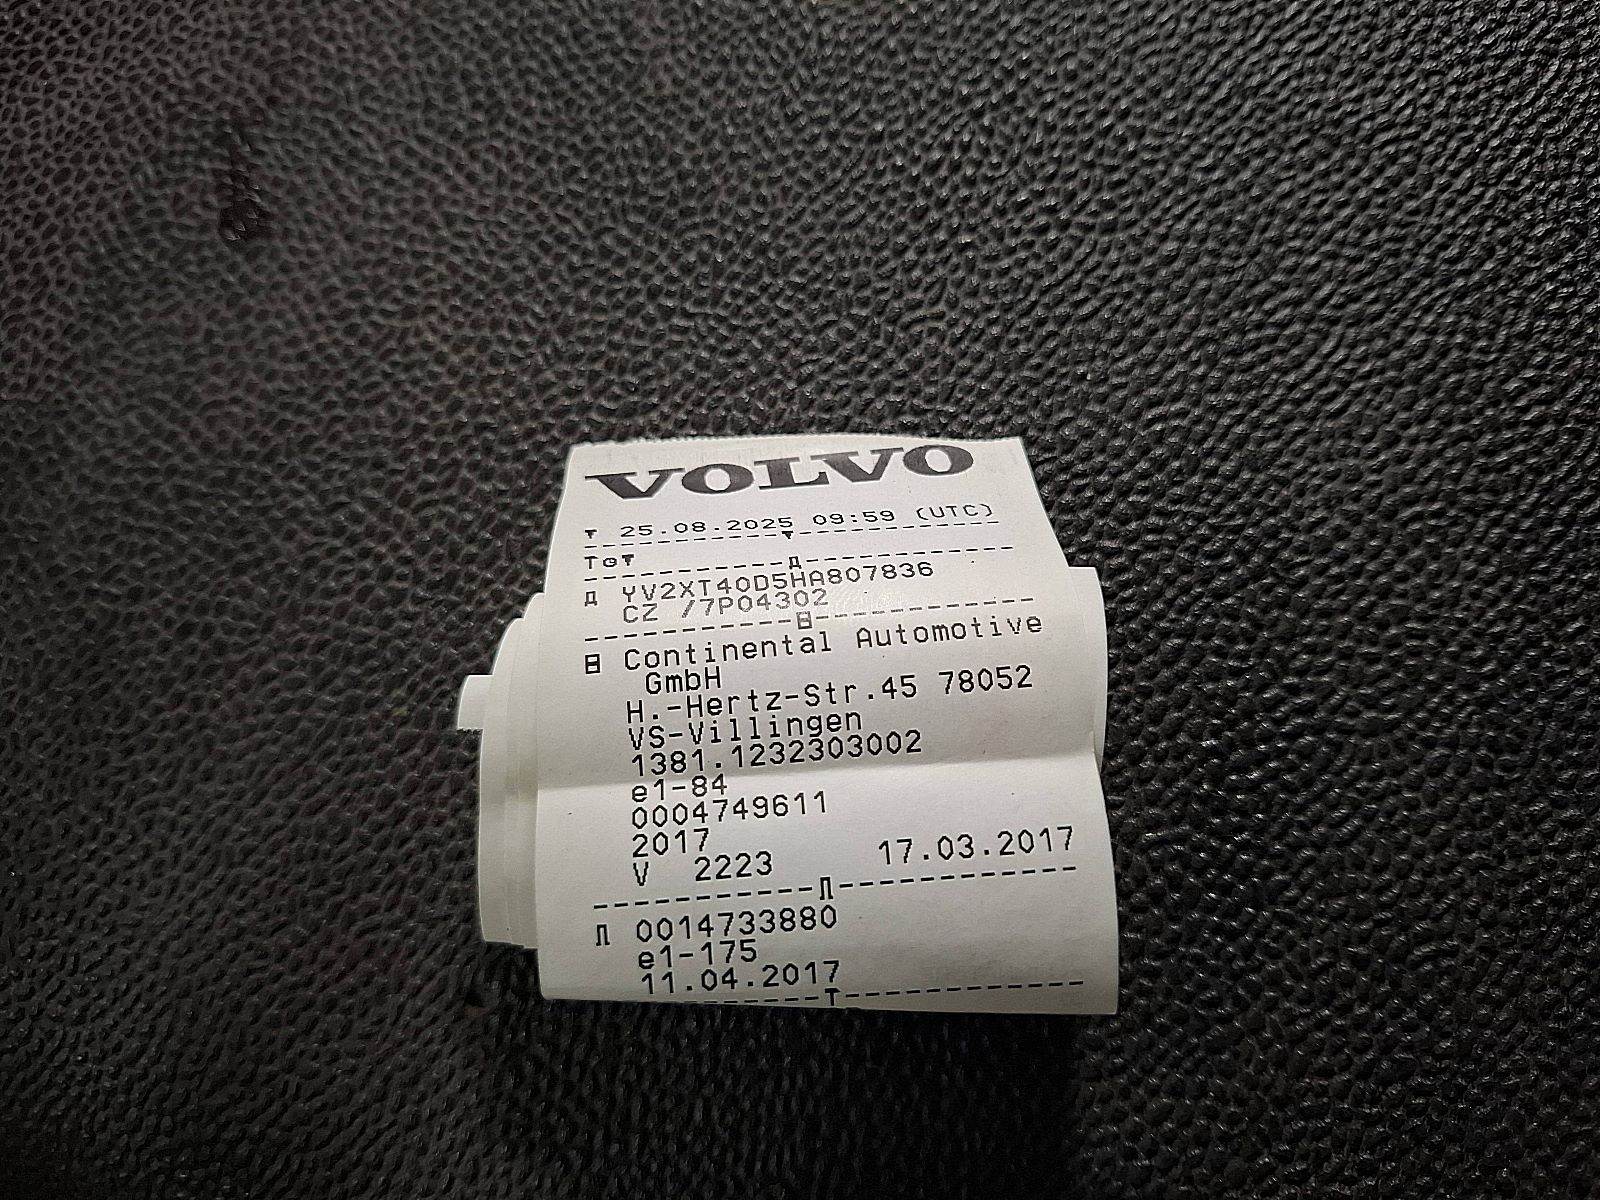 VOLVO
▼ 25.08.2025 09:59 (UTC)
----------------▼----------------
T⊙▼
----------------д----------------
д YV2XT40D5HA807836
CZ /7P04302
----------------B----------------
B Continental Automotive
GmbH
H.-Hertz-Str.45 78052
VS-Villingen
1381.1232303002
e1-84
0004749611
2017
V 2223 17.03.2017
----------------Л----------------
Л 0014733880
e1-175
11.04.2017
----------------T----------------